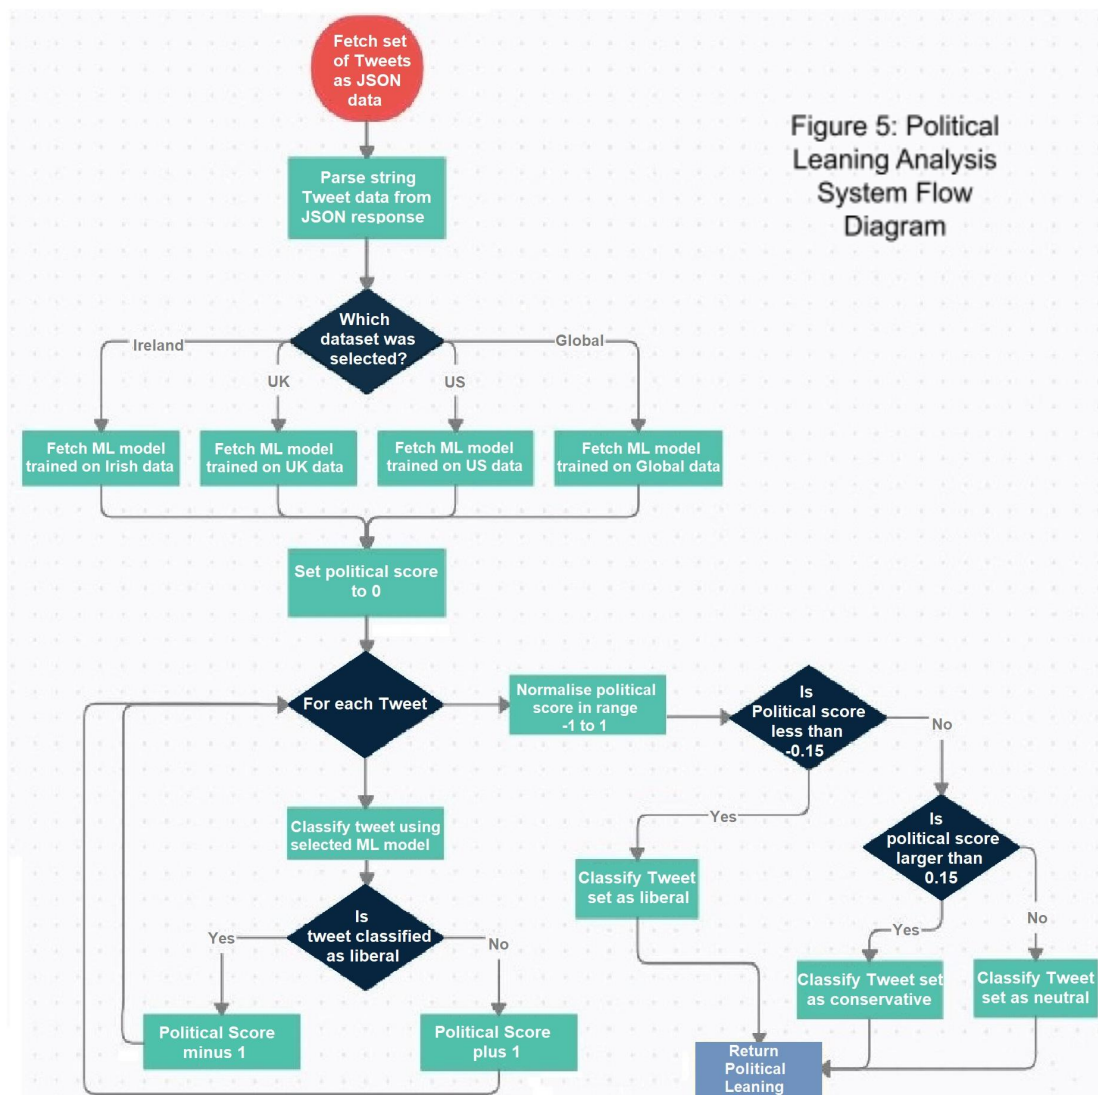 Fetch set
of Tweets
as JSON
data
Figure 5: Political
Leaning Analysis
System Flow
Diagram
Parse string
Tweet data from
JSON response
Which
dataset was
selected?
Ireland
UK
US
Global
Fetch ML model
trained on Irish data
Fetch ML model
trained on UK data
Fetch ML model
trained on US data
Fetch ML model
trained on Global data
Set political score
to 0
For each Tweet
Normalise political
score in range
-1 to 1
Is
Political score
less than
-0.15
No
Yes
Classify tweet using
selected ML model
Is
political score
larger than
0.15
Classify Tweet
set as liberal
Is
tweet classified
as liberal
Yes
No
Yes
No
Classify Tweet set
as conservative
Classify Tweet
set as neutral
Political Score
minus 1
Political Score
plus 1
Return
Political
Leaning